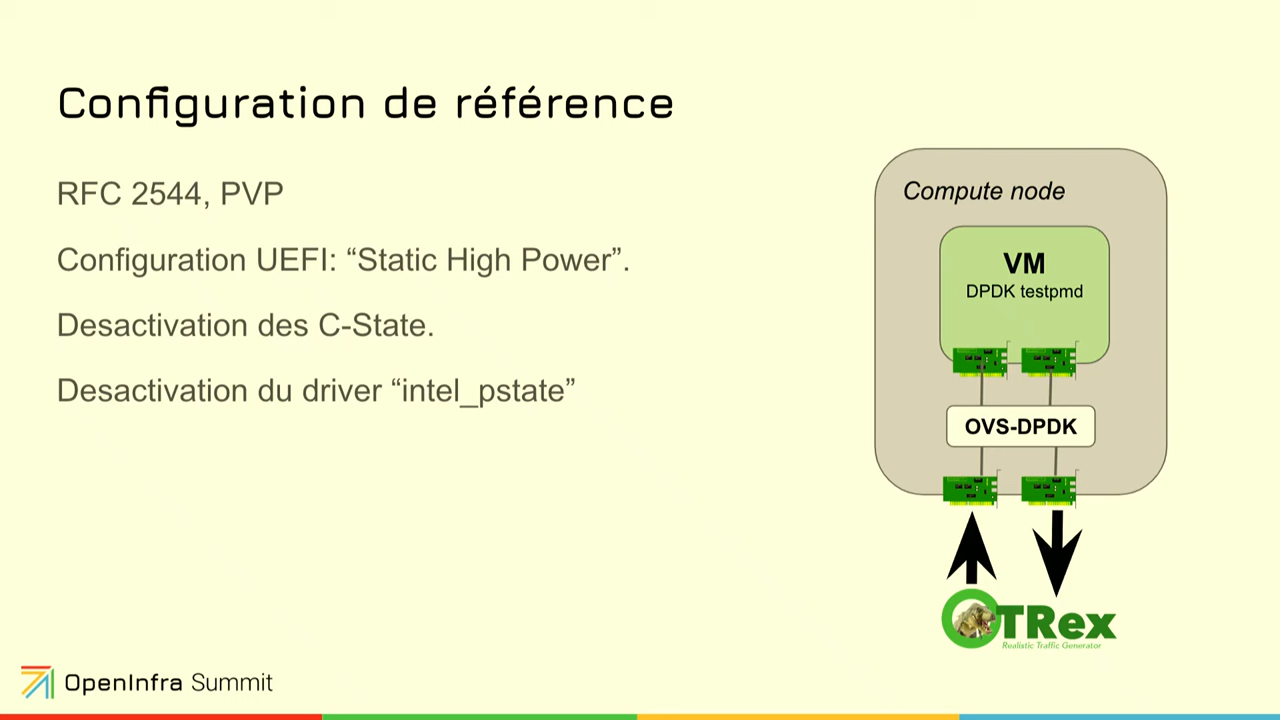 Configuration de référence
RFC 2544, PVP
Configuration UEFI: “Static High Power”.
Desactivation des C-State.
Desactivation du driver “intel_pstate”
Compute node
VM
DPDK testpmd
OVS-DPDK
TRex
Realistic Traffic Generator
OpenInfra Summit